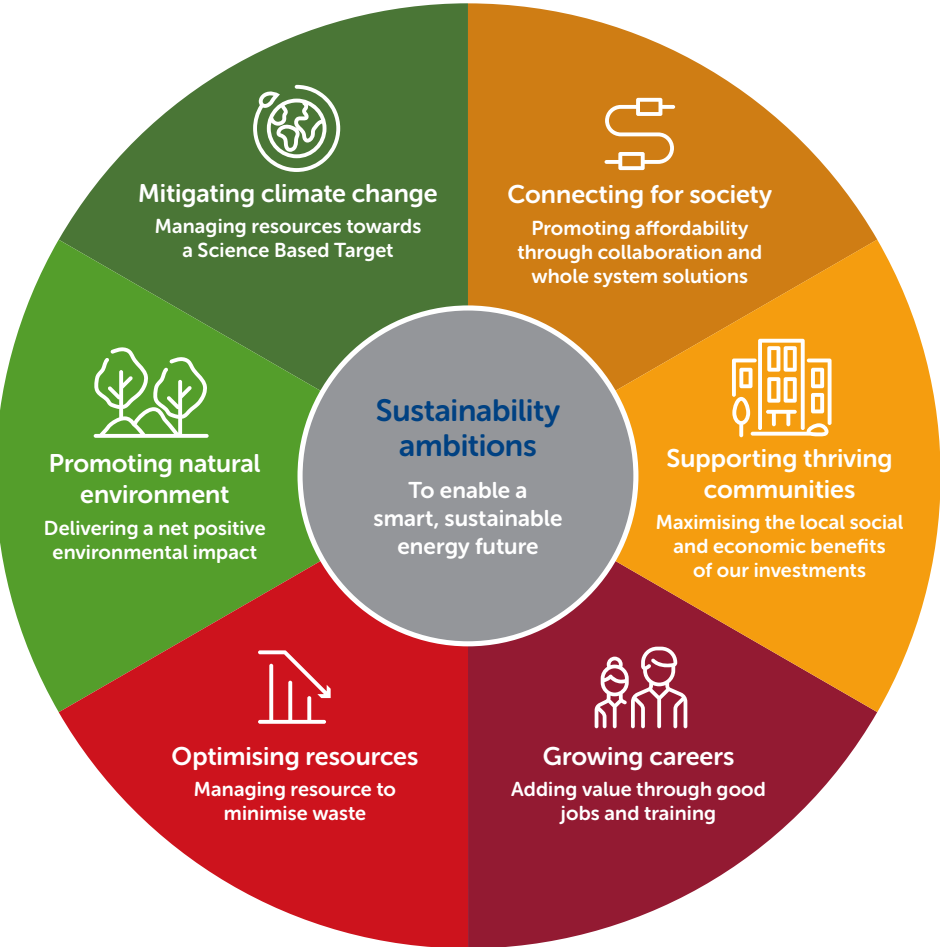 Mitigating climate change
Managing resources towards
a Science Based Target
Connecting for society
Promoting affordability
through collaboration and
whole system solutions
Promoting natural
environment
Delivering a net positive
environmental impact
Sustainability
ambitions
To enable a
smart, sustainable
energy future
Supporting thriving
communities
Maximising the local social
and economic benefits
of our investments
Optimising resources
Managing resource to
minimise waste
Growing careers
Adding value through good
jobs and training